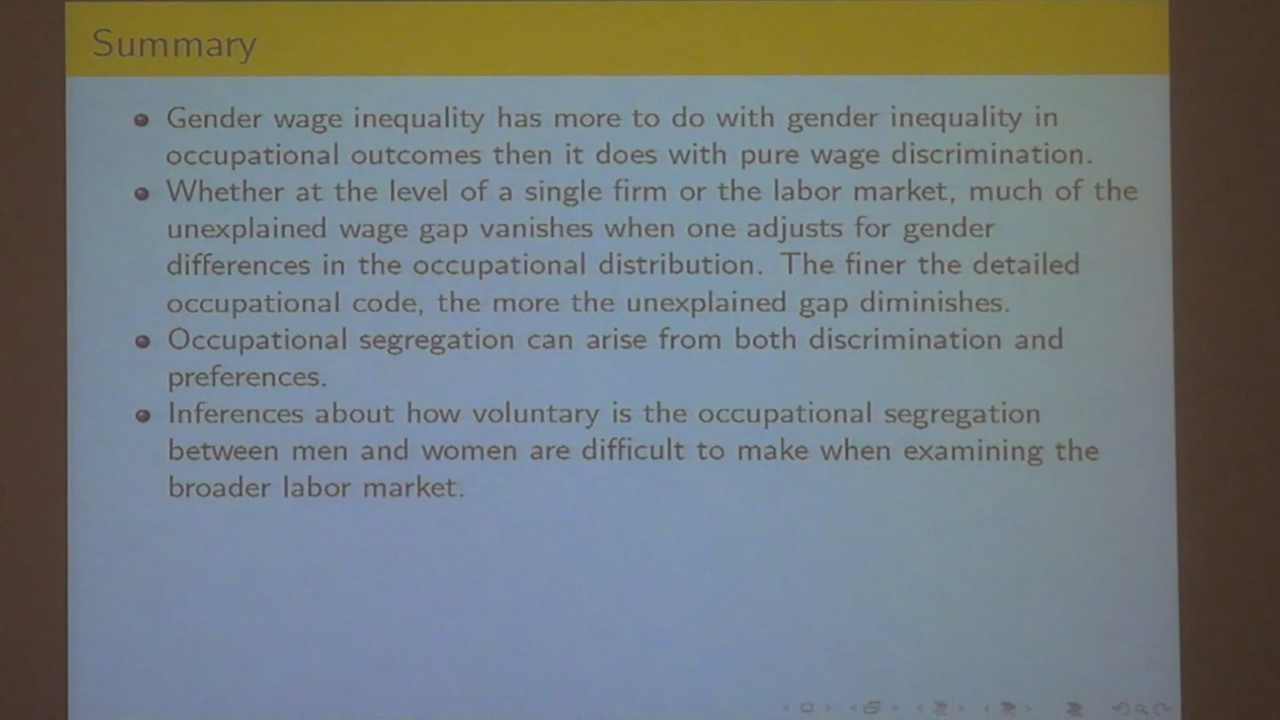 Summary
Gender wage inequality has more to do with gender inequality in
occupational outcomes then it does with pure wage discrimination.
Whether at the level of a single firm or the labor market, much of the
unexplained wage gap vanishes when one adjusts for gender
differences in the occupational distribution. The finer the detailed
occupational code, the more the unexplained gap diminishes.
Occupational segregation can arise from both discrimination and
preferences.
Inferences about how voluntary is the occupational segregation
between men and women are difficult to make when examining the
broader labor market.